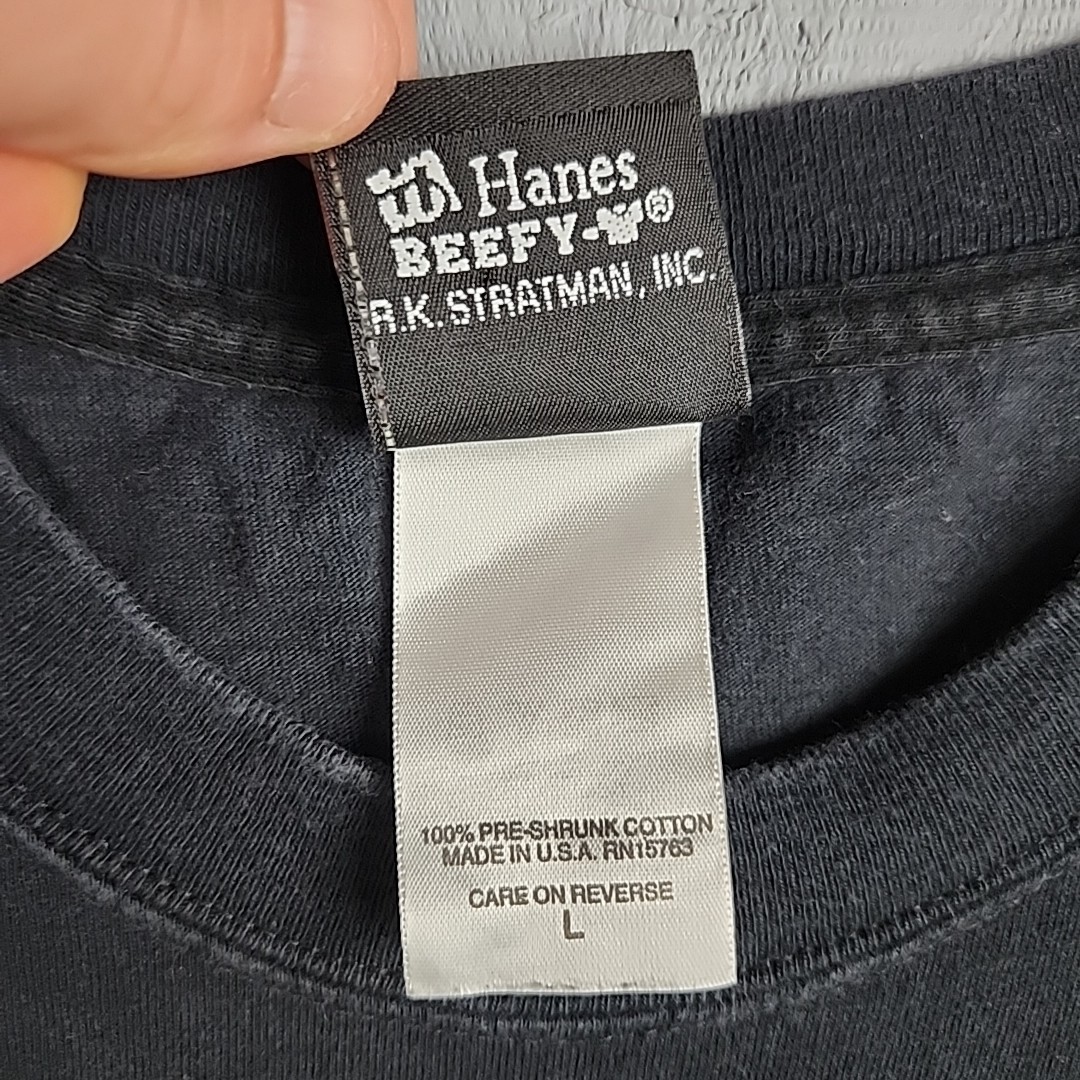 Hanes
BEEFY-T®
R.K. STRATMAN, INC.
100% PRE-SHRUNK COTTON
MADE IN U.S.A. RN15763
CARE ON REVERSE
L